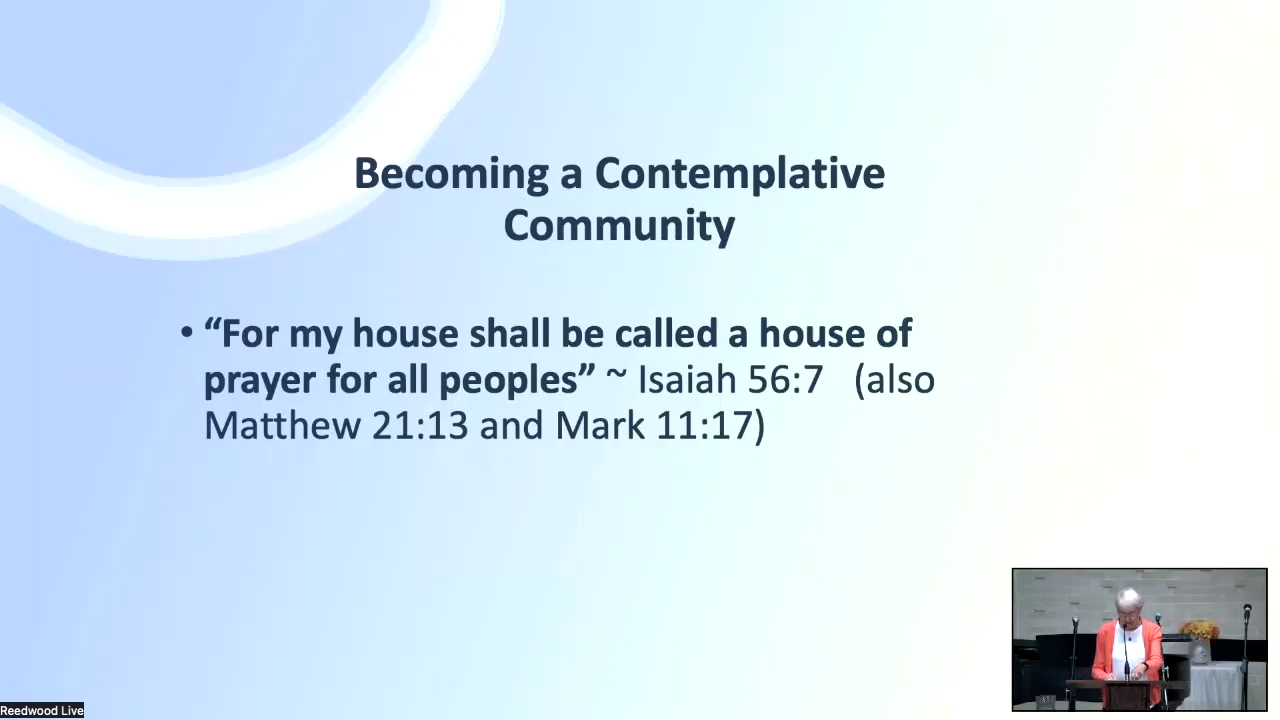 Becoming a Contemplative
Community
• “For my house shall be called a house of
prayer for all peoples” ~ Isaiah 56:7   (also
Matthew 21:13 and Mark 11:17)
Reedwood Live